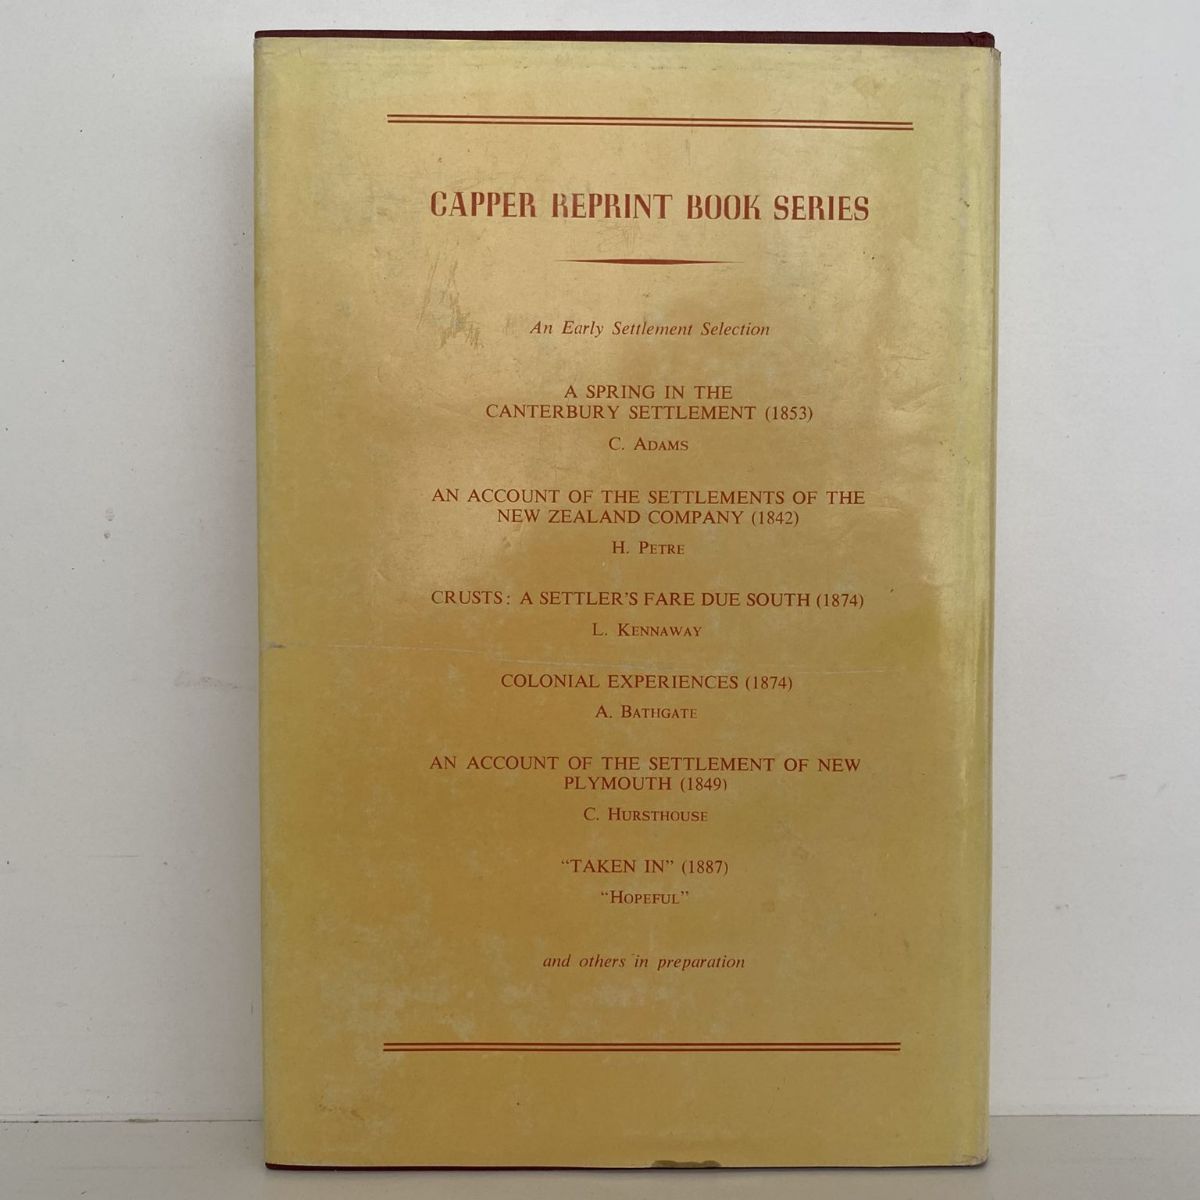 CAPPER REPRINT BOOK SERIES
An Early Settlement Selection
A SPRING IN THE
CANTERBURY SETTLEMENT (1853)
C. ADAMS
AN ACCOUNT OF THE SETTLEMENTS OF THE
NEW ZEALAND COMPANY (1842)
H. PETRE
CRUSTS: A SETTLER'S FARE DUE SOUTH (1874)
L. KENNAWAY
COLONIAL EXPERIENCES (1874)
A. BATHGATE
AN ACCOUNT OF THE SETTLEMENT OF NEW
PLYMOUTH (1849)
C. HURSTHOUSE
“TAKEN IN” (1887)
“HOPEFUL”
and others in preparation